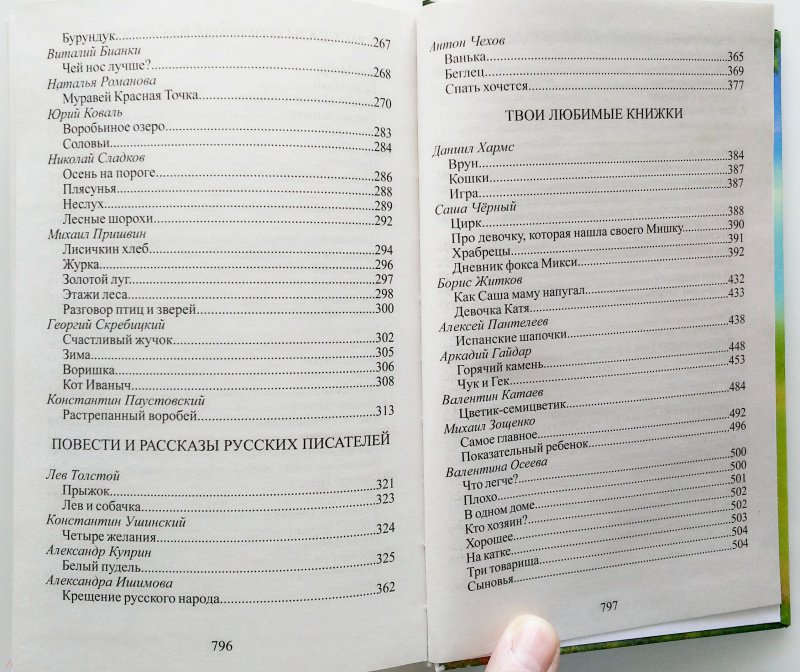 Бурундук.....267
Виталий Бианки
Чей нос лучше?.....268
Наталья Романова
Муравей Красная Точка.....270
Юрий Коваль
Воробьиное озеро.....283
Соловьи.....284
Николай Сладков
Осень на пороге.....286
Плясунья.....288
Неслух.....289
Лесные шорохи.....292
Михаил Пришвин
Лисичкин хлеб.....294
Журка.....296
Золотой луг.....297
Этажи леса.....298
Разговор птиц и зверей.....300
Георгий Скребицкий
Счастливый жучок.....302
Зима.....305
Воришка.....306
Кот Иваныч.....308
Константин Паустовский
Растрепанный воробей.....313
ПОВЕСТИ И РАССКАЗЫ РУССКИХ ПИСАТЕЛЕЙ
Лев Толстой
Прыжок.....321
Лев и собачка.....323
Константин Ушинский
Четыре желания.....324
Александр Куприн
Белый пудель.....325
Александра Ишимова
Крещение русского народа.....362
796
Антон Чехов
Ванька.....365
Беглец.....369
Спать хочется.....377
ТВОИ ЛЮБИМЫЕ КНИЖКИ
Даниил Хармс
Врун.....384
Кошки.....387
Игра.....387
Саша Чёрный
Цирк.....388
Про девочку, которая нашла своего Мишку.....390
Храбрецы.....391
Дневник фокса Микси.....392
Борис Житков
Как Саша маму напугал.....432
Девочка Катя.....433
Алексей Пантелеев
Испанские шапочки.....438
Аркадий Гайдар
Горячий камень.....448
Чук и Гек.....453
Валентин Катаев
Цветик-семицветик.....484
Михаил Зощенко
Самое главное.....492
Показательный ребенок.....496
Валентина Осеева
Что легче?.....500
Плохо.....500
В одном доме.....501
Кто хозяин?.....502
Хорошее.....502
На катке.....503
Три товарища.....504
Сыновья.....504
797